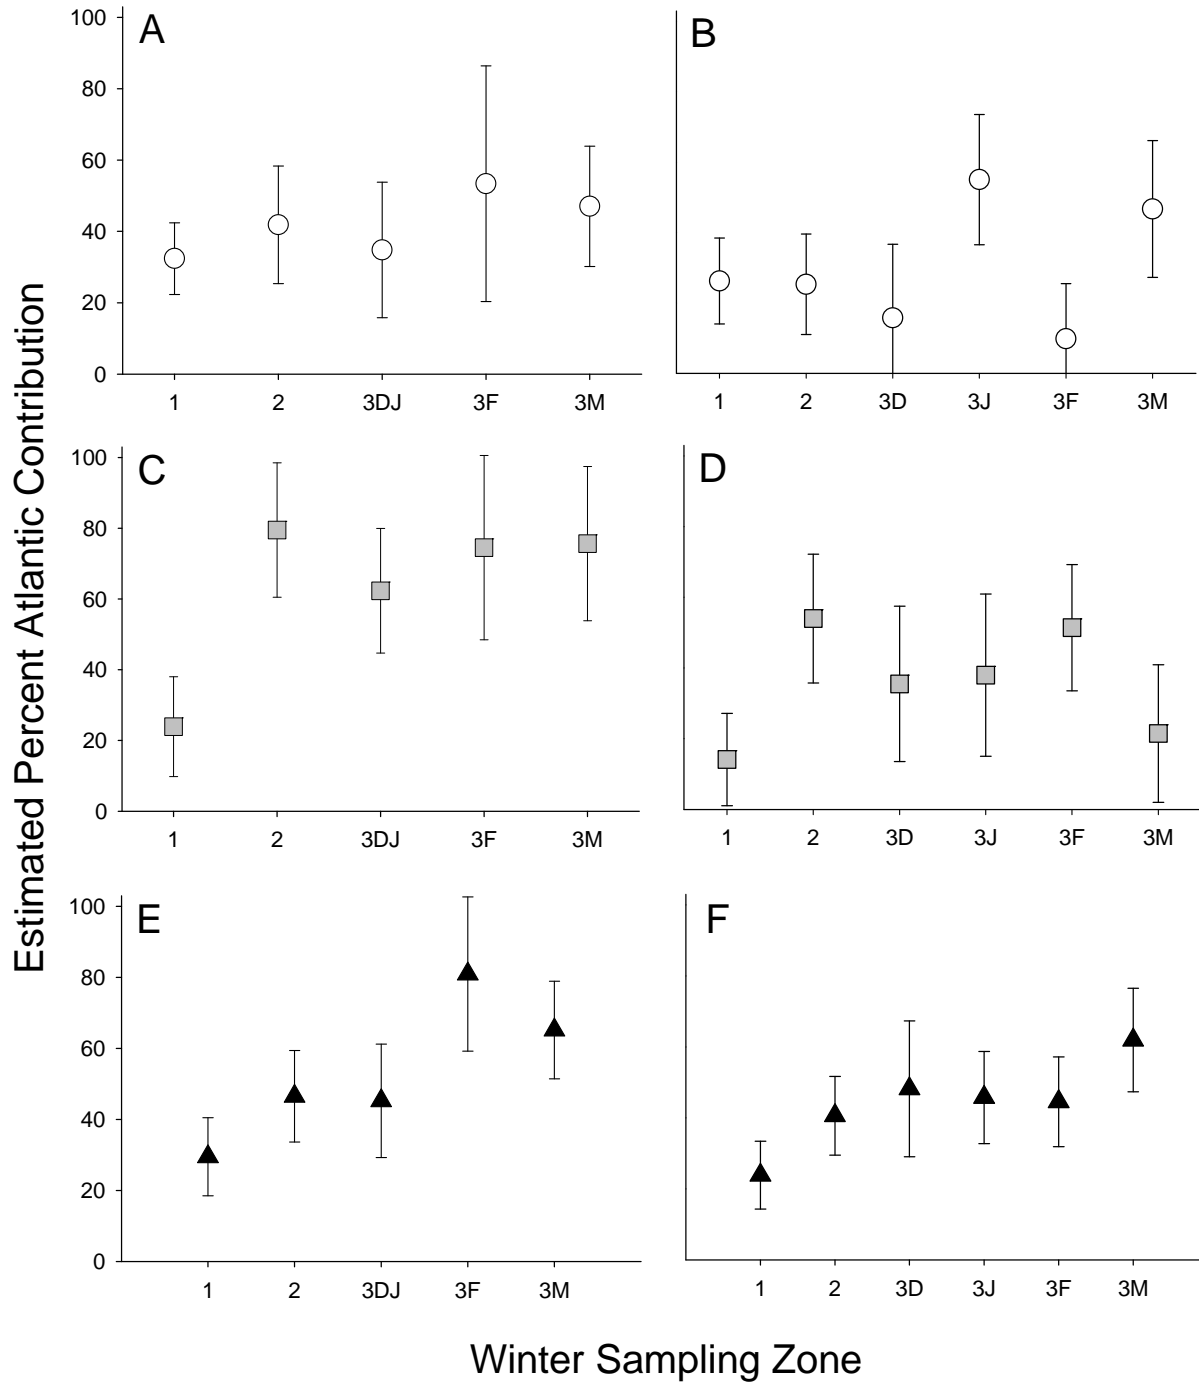 Estimated Percent Atlantic Contribution
A
100
80
60
40
20
0
1 2 3DJ 3F 3M
B
1 2 3D 3J 3F 3M
C
100
80
60
40
20
0
1 2 3DJ 3F 3M
D
1 2 3D 3J 3F 3M
E
100
80
60
40
20
0
1 2 3DJ 3F 3M
F
1 2 3D 3J 3F 3M
Winter Sampling Zone